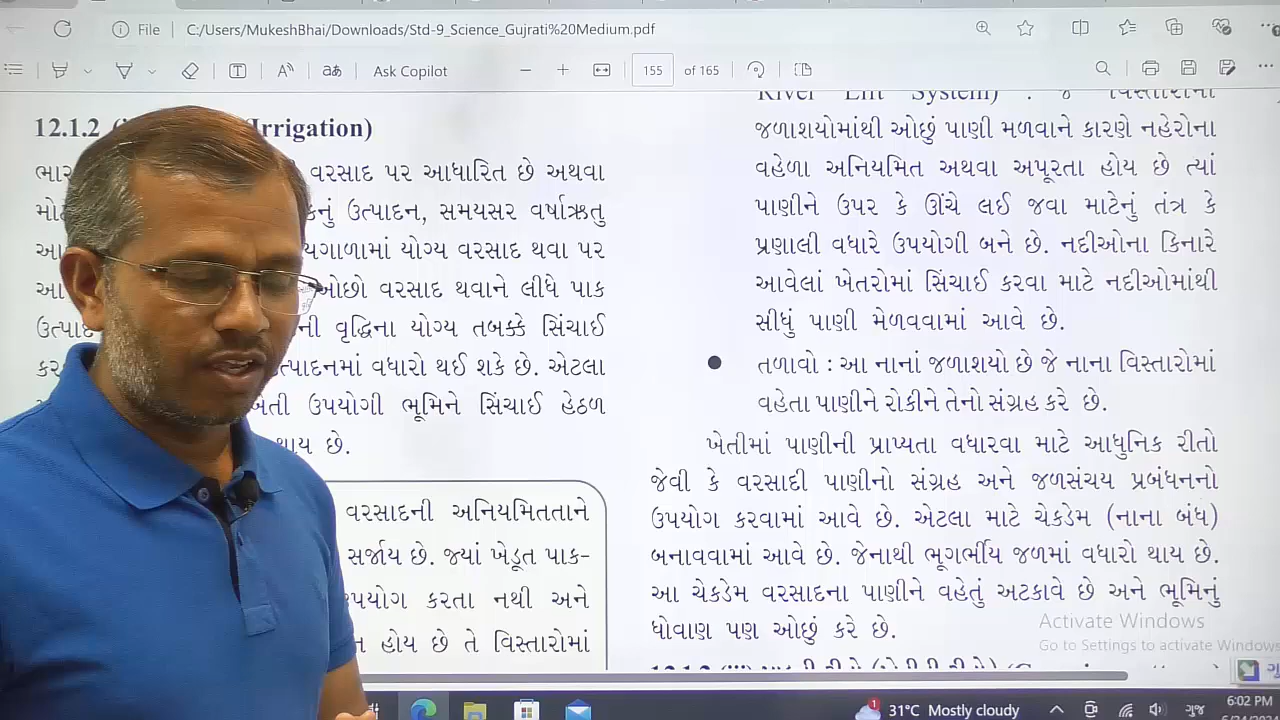 File C:/Users/MukeshBhai/Downloads/Std-9_Science_Gujrati%20Medium.pdf
Ask Copilot
155 of 165
12.1.2 Irrigation)
વરસાદ પર આધારિત છે અથવા
ઉત્પાદન, સમયસર વર્ષાઋતુ
યોગ્ય વરસાદ થવા પર
ઓછો વરસાદ થવાને લીધે પાક
ની વૃદ્ધિના યોગ્ય તબક્કે સિંચાઈ
વધારો થઈ શકે છે. એટલા
ઉપયોગી ભૂમિને સિંચાઈ હેઠળ
થાય છે.
વરસાદની અનિયમિતતાને
સર્જાય છે. જ્યાં ખેડૂત પાક-
કરતા નથી અને
હોય છે તે વિસ્તારોમાં
River Lift System) : જે વિસ્તારોમાં
જળાશયોમાંથી ઓછું પાણી મળવાને કારણે નહેરોના
વહેળા અનિયમિત અથવા અપૂરતા હોય છે ત્યાં
પાણીને ઉપર કે ઊંચે લઈ જવા માટેનું તંત્ર કે
પ્રણાલી વધારે ઉપયોગી બને છે. નદીઓના કિનારે
આવેલાં ખેતરોમાં સિંચાઈ કરવા માટે નદીઓમાંથી
સીધું પાણી મેળવવામાં આવે છે.
● તળાવો : આ નાનાં જળાશયો છે જે નાના વિસ્તારોમાં
વહેતા પાણીને રોકીને તેનો સંગ્રહ કરે છે.
ખેતીમાં પાણીની પ્રાપ્યતા વધારવા માટે આધુનિક રીતો
જેવી કે વરસાદી પાણીનો સંગ્રહ અને જળસંચય પ્રબંધનનો
ઉપયોગ કરવામાં આવે છે. એટલા માટે ચેકડેમ (નાના બંધ)
બનાવવામાં આવે છે. જેનાથી ભૂગર્ભીય જળમાં વધારો થાય છે.
આ ચેકડેમ વરસાદના પાણીને વહેતું અટકાવે છે અને ભૂમિનું
ધોવાણ પણ ઓછું કરે છે.
Activate Windows
Go to Settings to activate Windows
31°C Mostly cloudy
ગુજ
6:02 PM